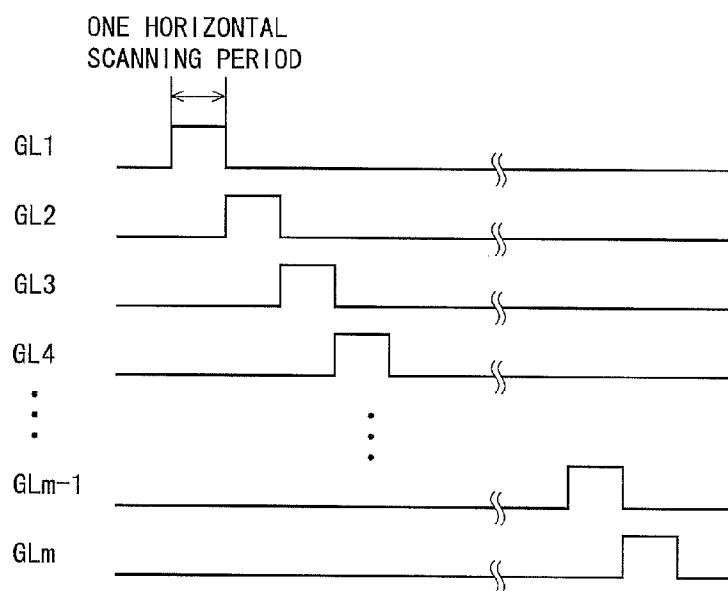 ONE HORIZONTAL
SCANNING PERIOD
GL1
GL2
GL3
GL4
GLm-1
GLm